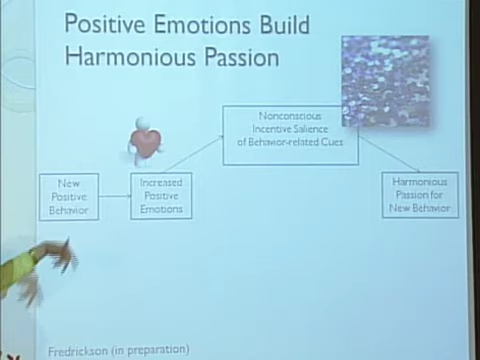 Positive Emotions Build
Harmonious Passion
Nonconscious
Incentive Salience
of Behavior-related Cues
New
Positive
Behavior
Increased
Positive
Emotions
Harmonious
Passion for
New Behavior
Fredrickson (in preparation)